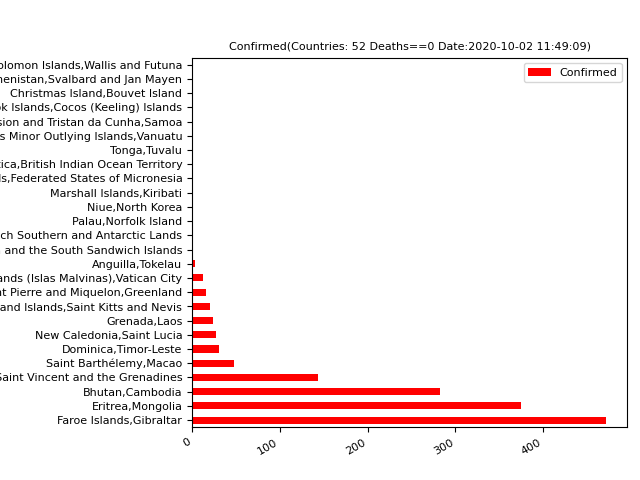 Confirmed(Countries: 52 Deaths==0 Date:2020-10-02 11:49:09)
Confirmed
olomon Islands,Wallis and Futuna
nenistan,Svalbard and Jan Mayen
Christmas Island,Bouvet Island
k Islands,Cocos (Keeling) Islands
sion and Tristan da Cunha,Samoa
s Minor Outlying Islands,Vanuatu
Tonga,Tuvalu
ica,British Indian Ocean Territory
ls,Federated States of Micronesia
Marshall Islands,Kiribati
Niue,North Korea
Palau,Norfolk Island
ch Southern and Antarctic Lands
and the South Sandwich Islands
Anguilla,Tokelau
ands (Islas Malvinas),Vatican City
nt Pierre and Miquelon,Greenland
and Islands,Saint Kitts and Nevis
Grenada,Laos
New Caledonia,Saint Lucia
Dominica,Timor-Leste
Saint Barthélemy,Macao
Saint Vincent and the Grenadines
Bhutan,Cambodia
Eritrea,Mongolia
Faroe Islands,Gibraltar
0 100 200 300 400